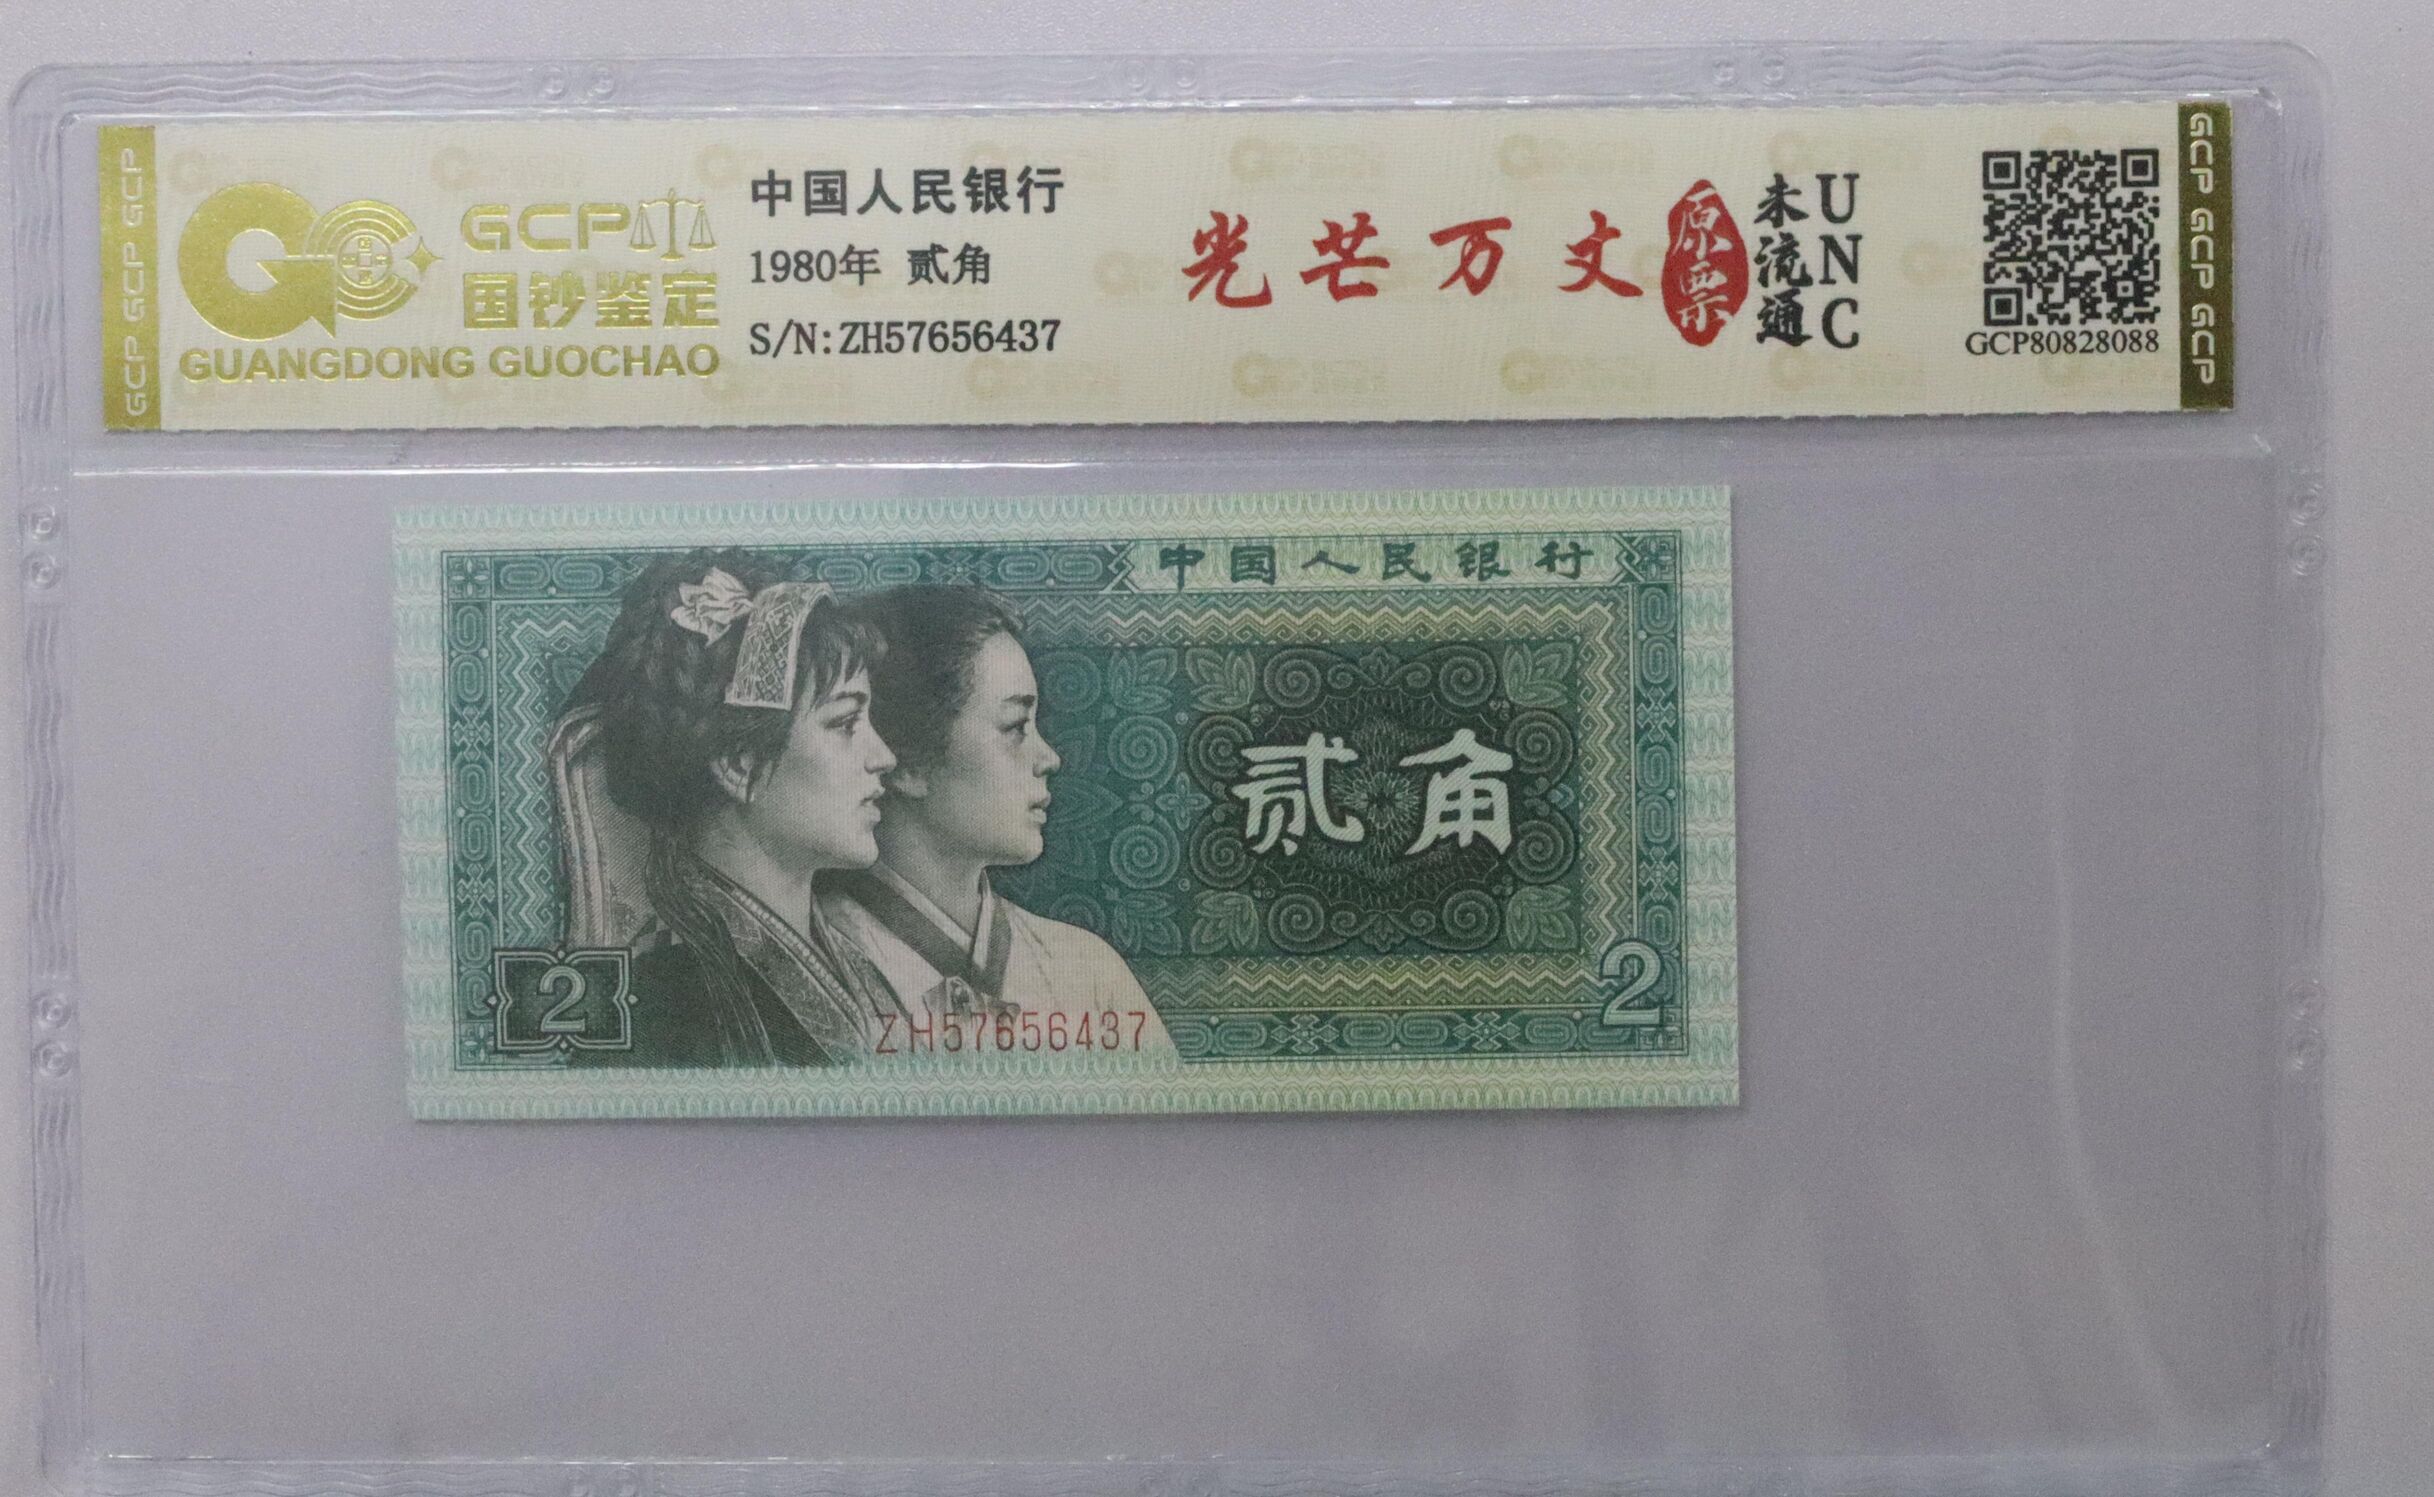 GCP GCP GCP
GCP
国钞鉴定
GUANGDONG GUOCHAO
中国人民银行
1980年 贰角
S/N:ZH57656437
光芒万丈
原票
未流通
UNC
GCP80828088
GCP GCP GCP
中国人民银行
贰角
2
ZH57656437
2